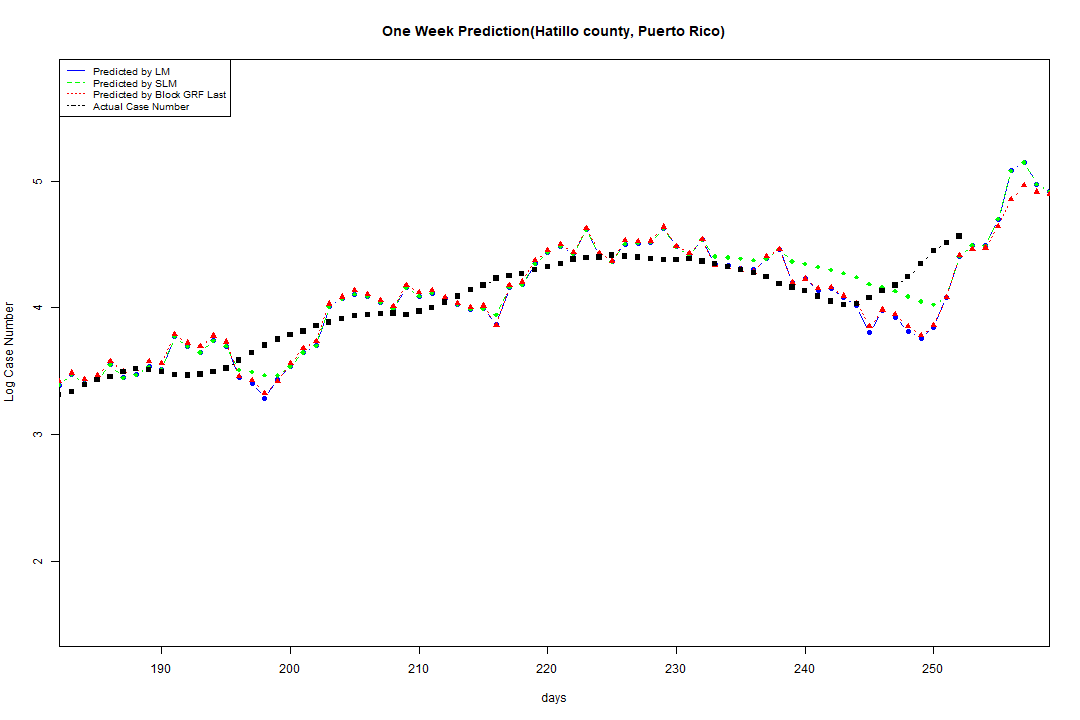 One Week Prediction(Hatillo county, Puerto Rico)
Predicted by LM
Predicted by SLM
Predicted by Block GRF Last
Actual Case Number
5
4
3
2
Log Case Number
190 200 210 220 230 240 250
days